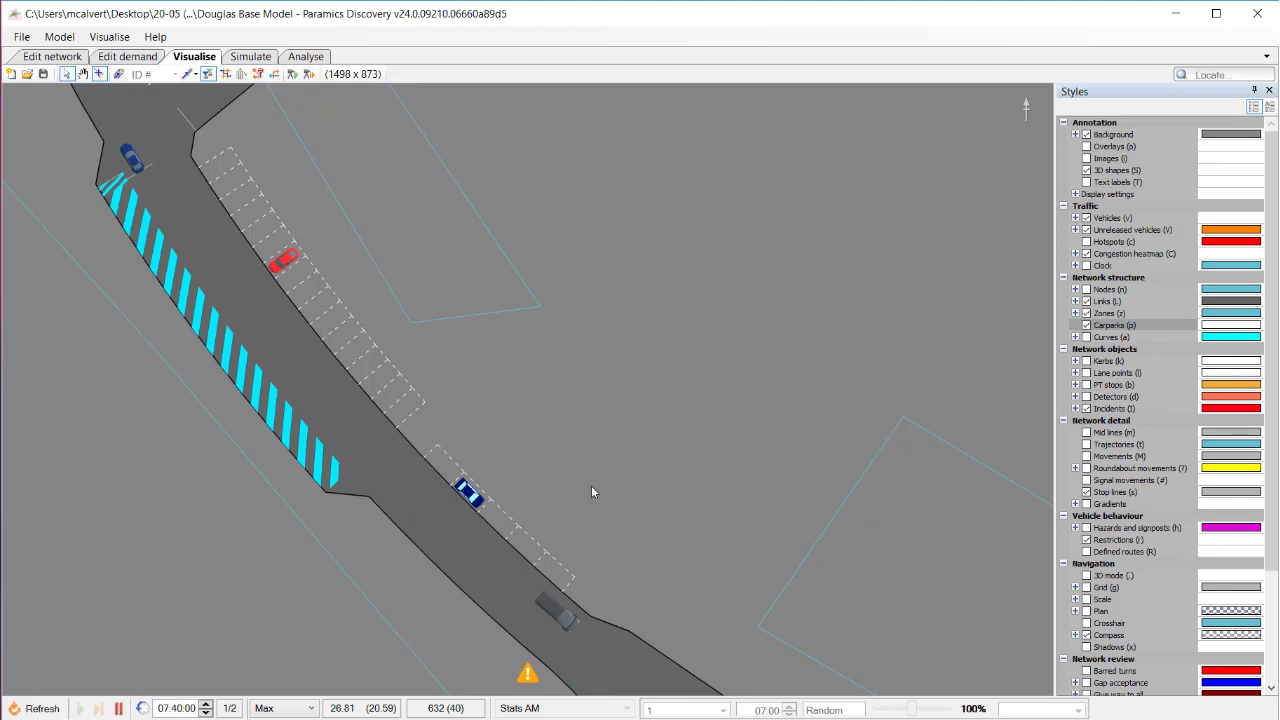 C:\Users\mcalvert\Desktop\20-05 (...\Douglas Base Model - Paramics Discovery v24.0.09210.06660a89d5
File Model Visualise Help
Edit network Edit demand Visualise Simulate Analyse
ID # (1498 x 873) Locate...
Styles
Annotation
Background
Overlays (o)
Images (i)
3D shapes (S)
Text labels (T)
Display settings
Traffic
Vehicles (v)
Unreleased vehicles (V)
Hotspots (c)
Congestion heatmap (C)
Clock
Network structure
Nodes (n)
Links (L)
Zones (z)
Carparks (p)
Curves (a)
Network objects
Kerbs (k)
Lane points (l)
PT stops (b)
Detectors (d)
Incidents (I)
Network detail
Mid lines (m)
Trajectories (t)
Movements (M)
Roundabout movements (?)
Signal movements (#)
Stop lines (s)
Gradients
Vehicle behaviour
Hazards and signposts (h)
Restrictions (r)
Defined routes (R)
Navigation
3D mode (.)
Grid (g)
Scale
Plan
Crosshair
Compass
Shadows (x)
Network review
Barred turns
Gap acceptance
Give way to all
Refresh 07:40:00 1/2 Max 26.81 (20.59) 632 (40) Stats AM 1 07:00 Random 100%